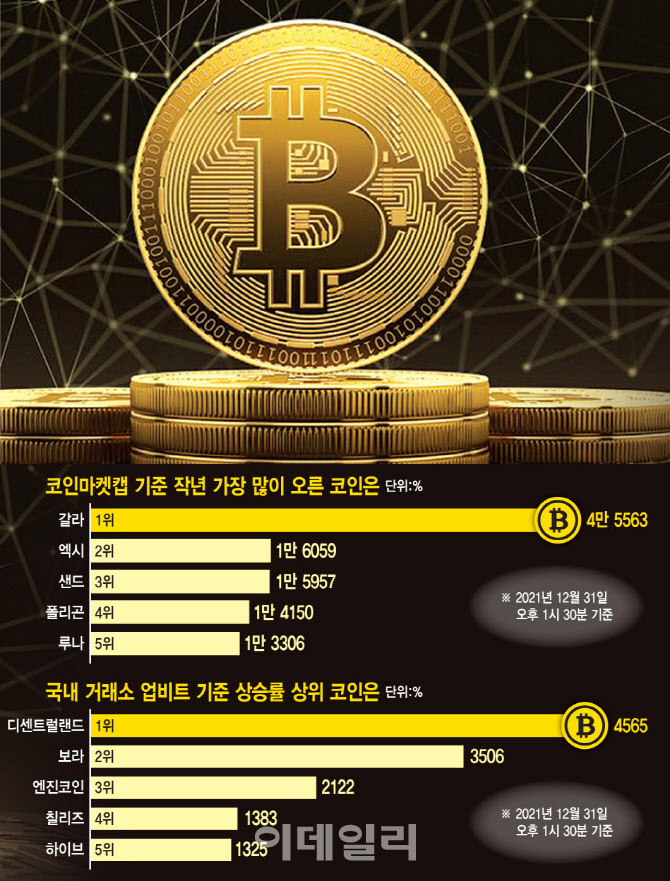 코인마켓캡 기준 작년 가장 많이 오른 코인은 단위:%
갈라 1위 4만 5563
엑시 2위 1만 6059
샌드 3위 1만 5957
폴리곤 4위 1만 4150
루나 5위 1만 3306
※ 2021년 12월 31일
오후 1시 30분 기준
국내 거래소 업비트 기준 상승률 상위 코인은 단위:%
디센트럴랜드 1위 4565
보라 2위 3506
엔진코인 3위 2122
칠리즈 4위 1383
하이브 5위 1325
※ 2021년 12월 31일
오후 1시 30분 기준
이데일리